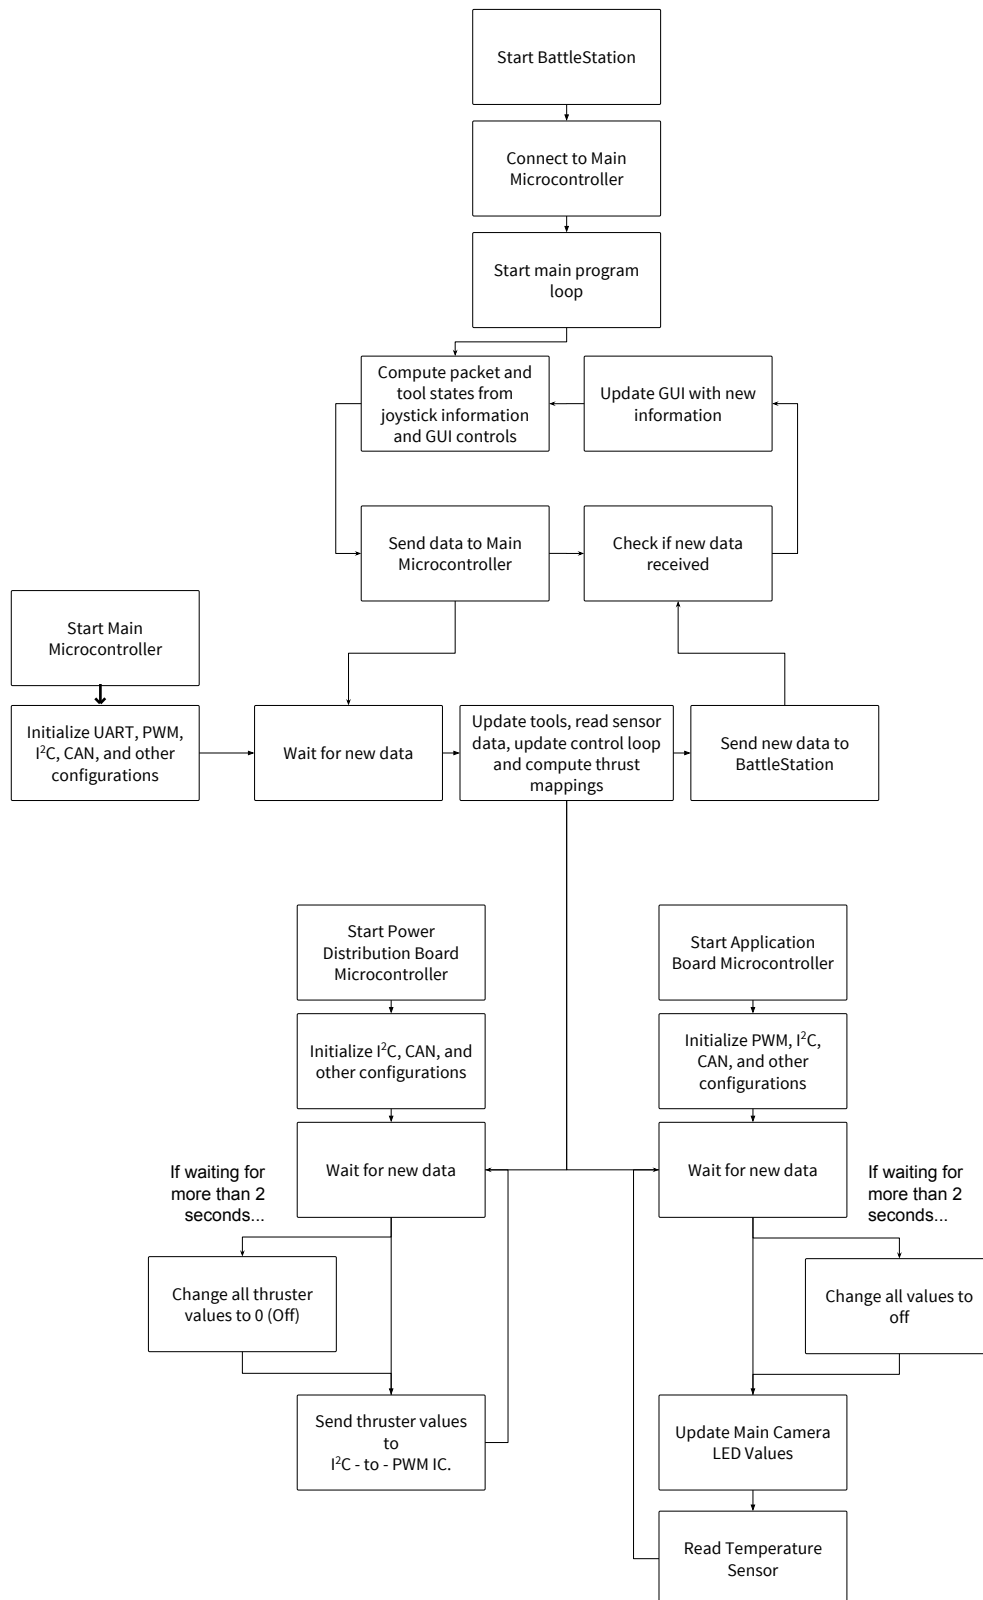 Start BattleStation
Connect to Main
Microcontroller
Start main program
loop
Compute packet and
tool states from
joystick information
and GUI controls
Update GUI with new
information
Send data to Main
Microcontroller
Check if new data
received
Start Main
Microcontroller
Initialize UART, PWM,
I²C, CAN, and other
configurations
Wait for new data
Update tools, read sensor
data, update control loop
and compute thrust
mappings
Send new data to
BattleStation
Start Power
Distribution Board
Microcontroller
Start Application
Board Microcontroller
Initialize I²C, CAN, and
other configurations
Initialize PWM, I²C,
CAN, and other
configurations
Wait for new data
Wait for new data
If waiting for
more than 2
seconds...
If waiting for
more than 2
seconds...
Change all thruster
values to 0 (Off)
Change all values to
off
Send thruster values
to
I²C - to - PWM IC.
Update Main Camera
LED Values
Read Temperature
Sensor